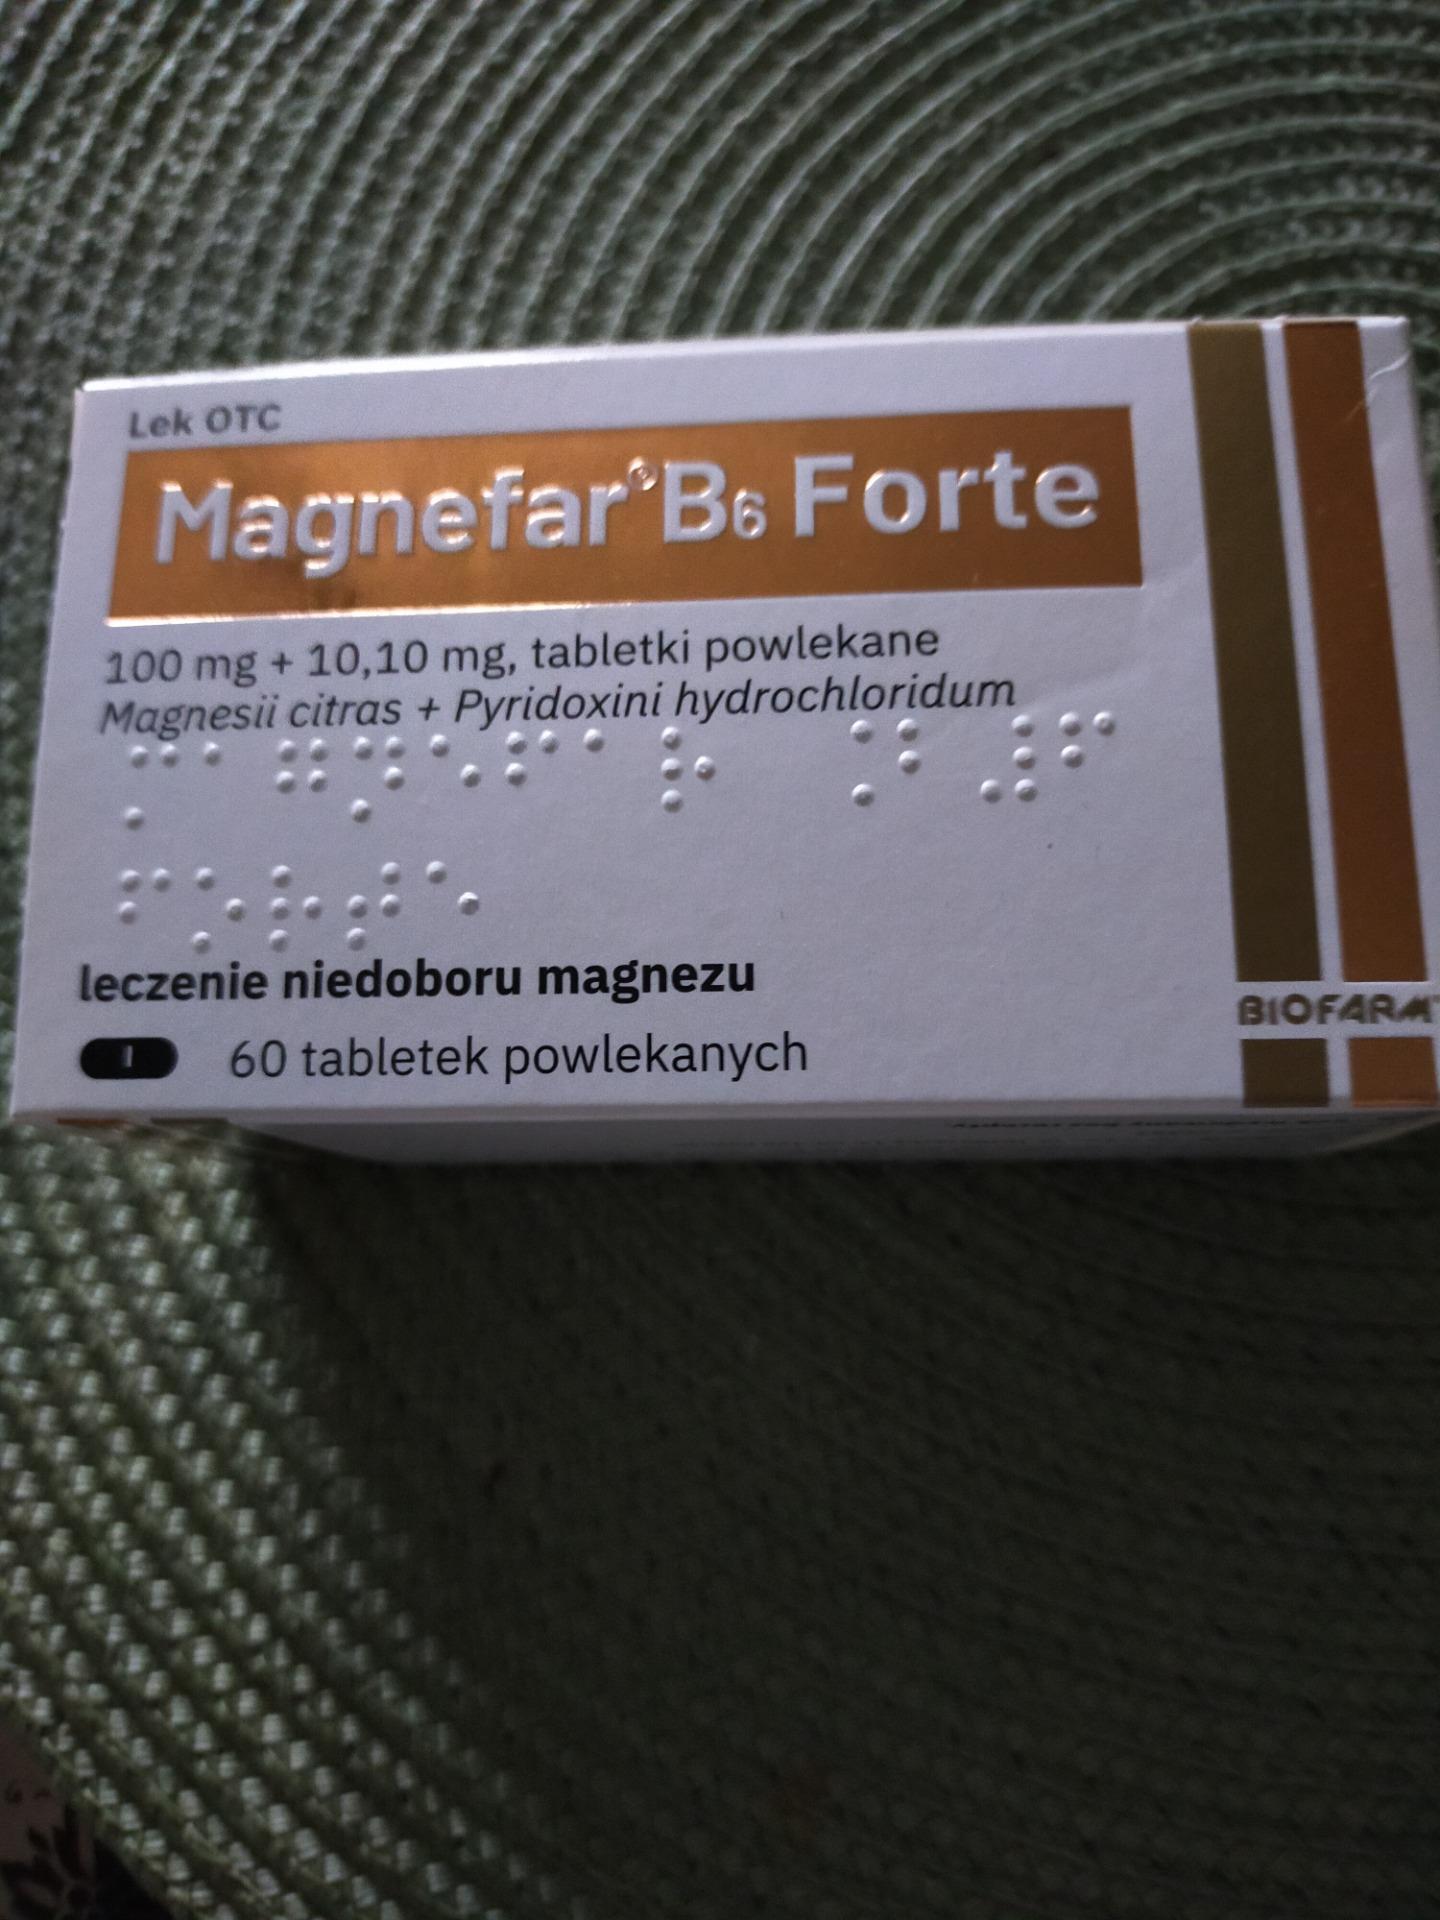 Lek OTC
Magnefar® B6 Forte
100 mg + 10,10 mg, tabletki powlekane
Magnesii citras + Pyridoxini hydrochloridum
leczenie niedoboru magnezu
60 tabletek powlekanych
BIOFARM